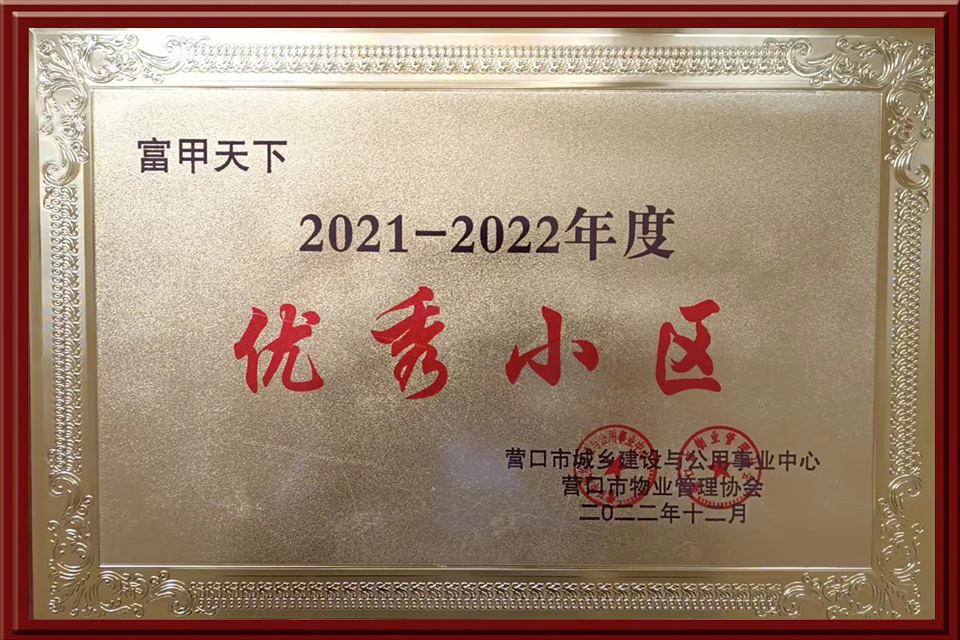 富甲天下
2021-2022年度
优秀小区
营口市城乡建设与公用事业中心
营口市物业管理协会
二〇二二年十二月